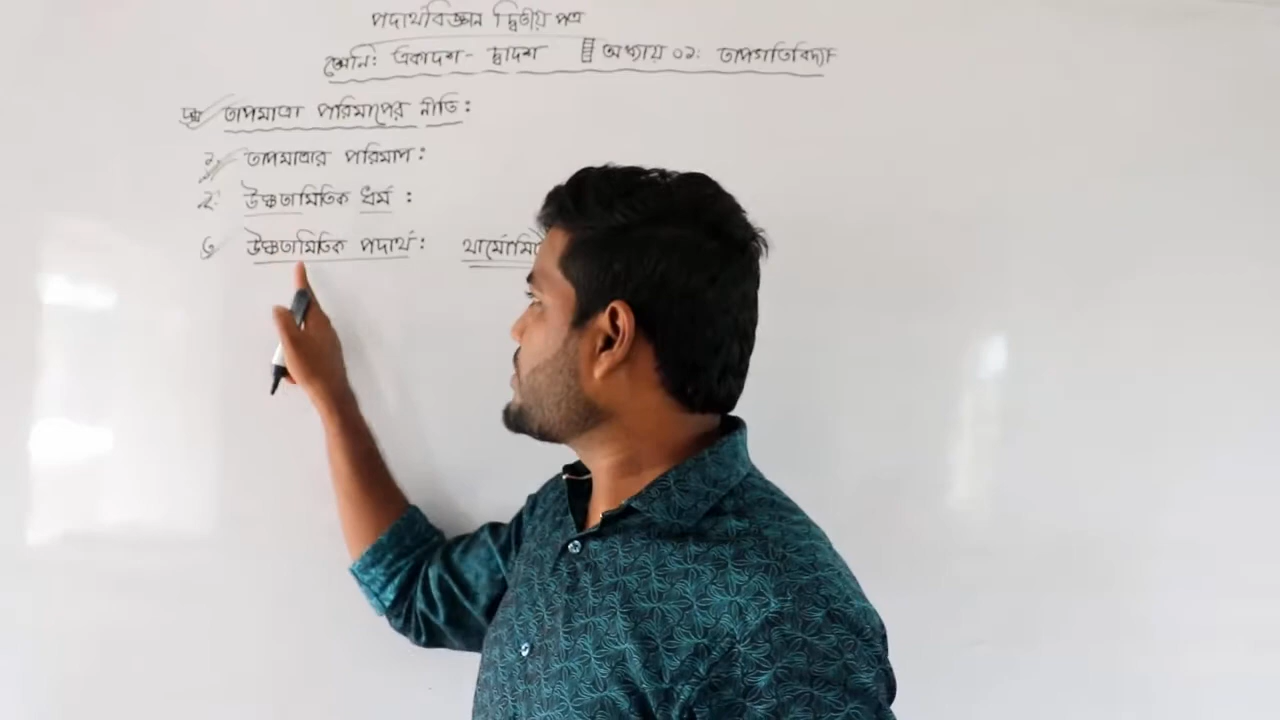 পদার্থবিজ্ঞান দ্বিতীয় পত্র
শ্রেণি: একাদশ - দ্বাদশ অধ্যায় ০১: তাপগতিবিদ্যা
তাপমাত্রা পরিমাপের নীতি:
১. তাপমাত্রার পরিমাপ:
২. উষ্ণতামিতিক ধর্ম:
৩ উষ্ণতামিতিক পদার্থ: